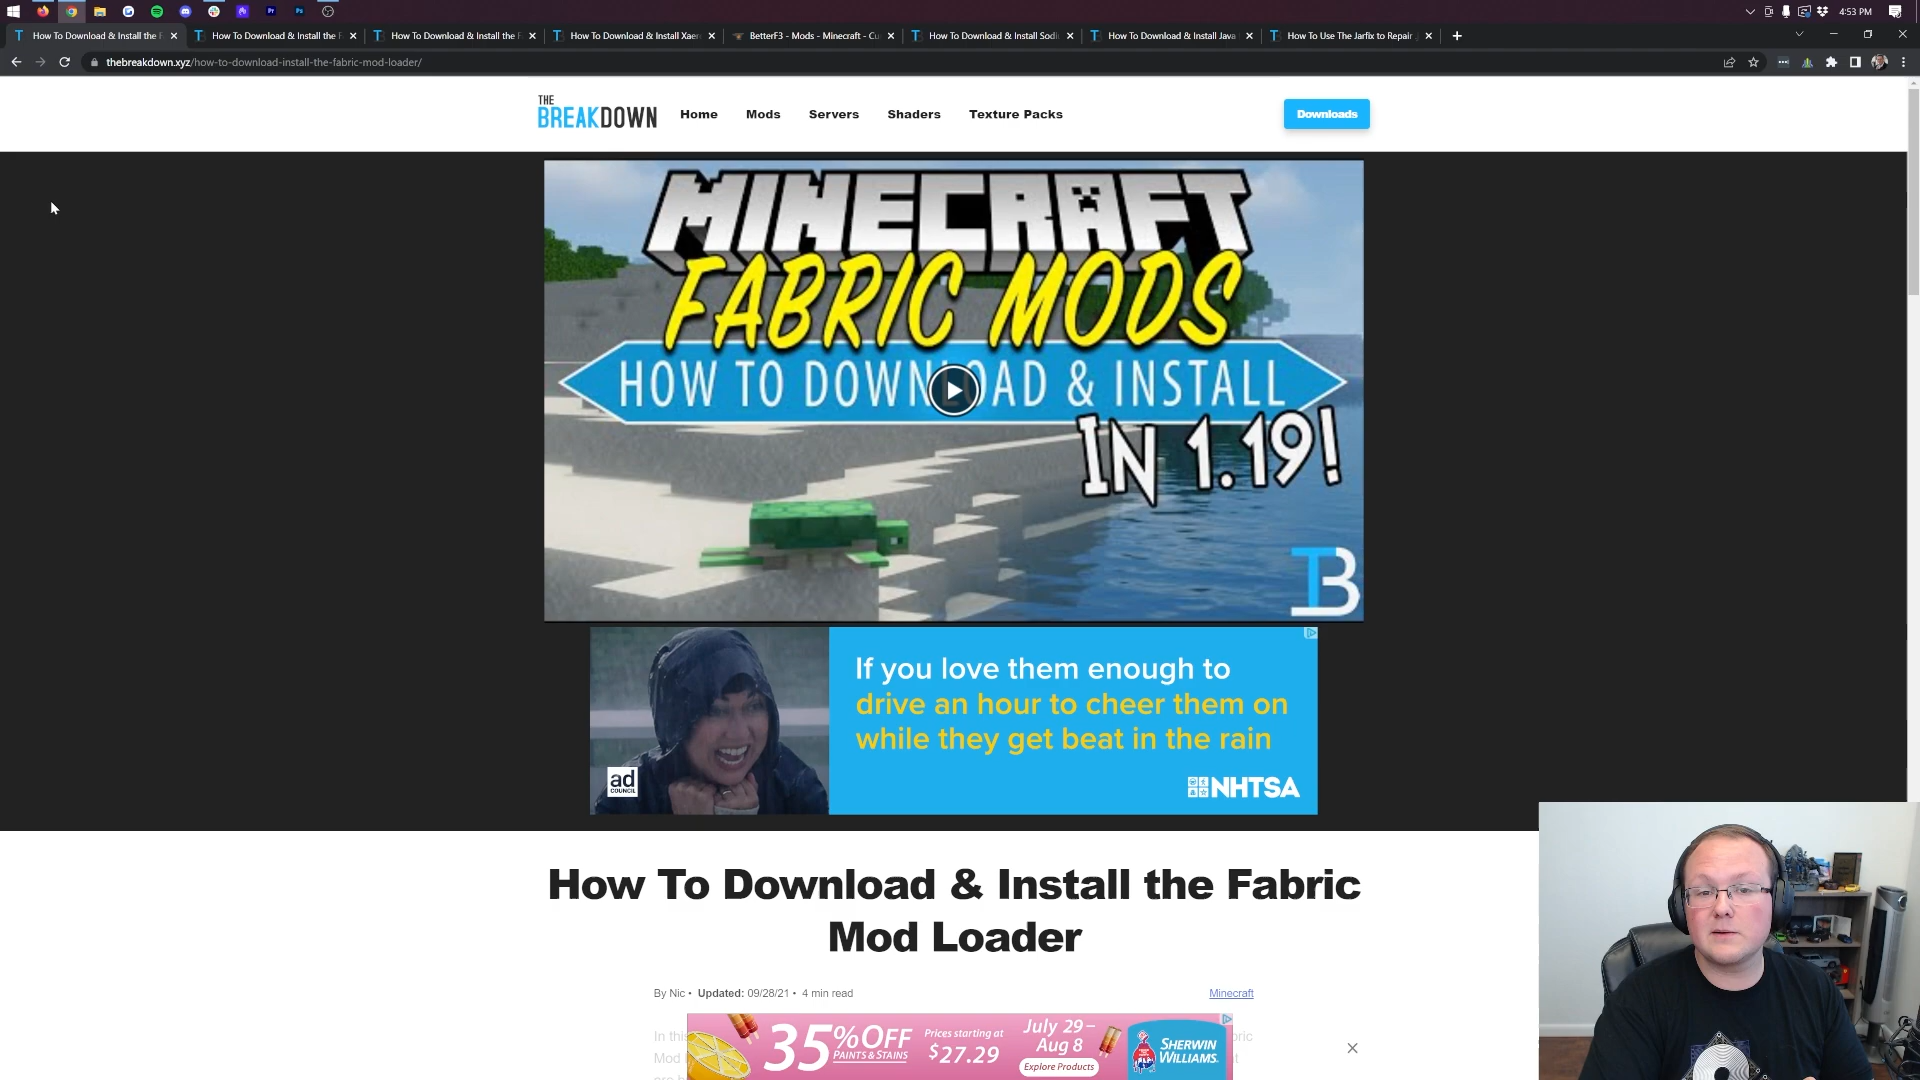 4:53 PM
How To Download & Install the F
How To Download & Install the F
How To Download & Install the F
How To Download & Install Xaer
BetterF3 - Mods - Minecraft - Cu
How To Download & Install Sodi
How To Download & Install Java
How To Use The Jarfix to Repair
thebreakdown.xyz/how-to-download-install-the-fabric-mod-loader/
THE
BREAKDOWN
Home
Mods
Servers
Shaders
Texture Packs
Downloads
MINECRAFT
FABRIC MODS
HOW TO DOWNLOAD & INSTALL
IN 1.19!
TB
If you love them enough to
drive an hour to cheer them on
while they get beat in the rain
ad
COUNCIL
NHTSA
How To Download & Install the Fabric
Mod Loader
By Nic • Updated: 09/28/21 • 4 min read
Minecraft
35%OFF
PAINTS & STAINS
Prices starting at
$27.29
July 29 –
Aug 8
Explore Products
SHERWIN
WILLIAMS.